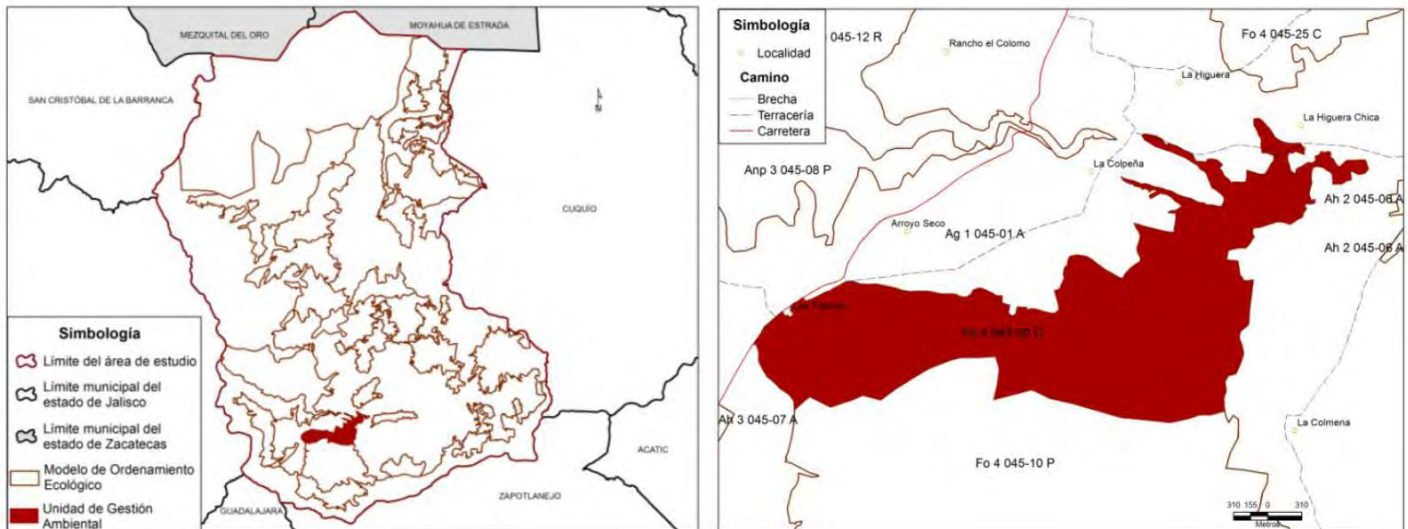 MEZQUITAL DEL ORO
MOYAHUA DE ESTRADA
SAN CRISTÓBAL DE LA BARRANCA
N
CUQUÍO
ACATIC
ZAPOTLANEJO
GUADALAJARA
Simbología
Límite del área de estudio
Límite municipal del
estado de Jalisco
Límite municipal del
estado de Zacatecas
Modelo de Ordenamiento
Ecológico
Unidad de Gestión
Ambiental
Simbología
Localidad
Camino
Brecha
Terracería
Carretera
045-12 R
Rancho el Colomo
Fo 4 045-25 C
La Higuera
La Higuera Chica
La Colpeña
Anp 3 045-08 P
Ah 2 045-06 A
Arroyo Seco
Ag 1 045-01 A
Ah 2 045-06 A
Ah 3 045-07 A
La Colmena
Fo 4 045-10 P
310 155 0 310
Metros